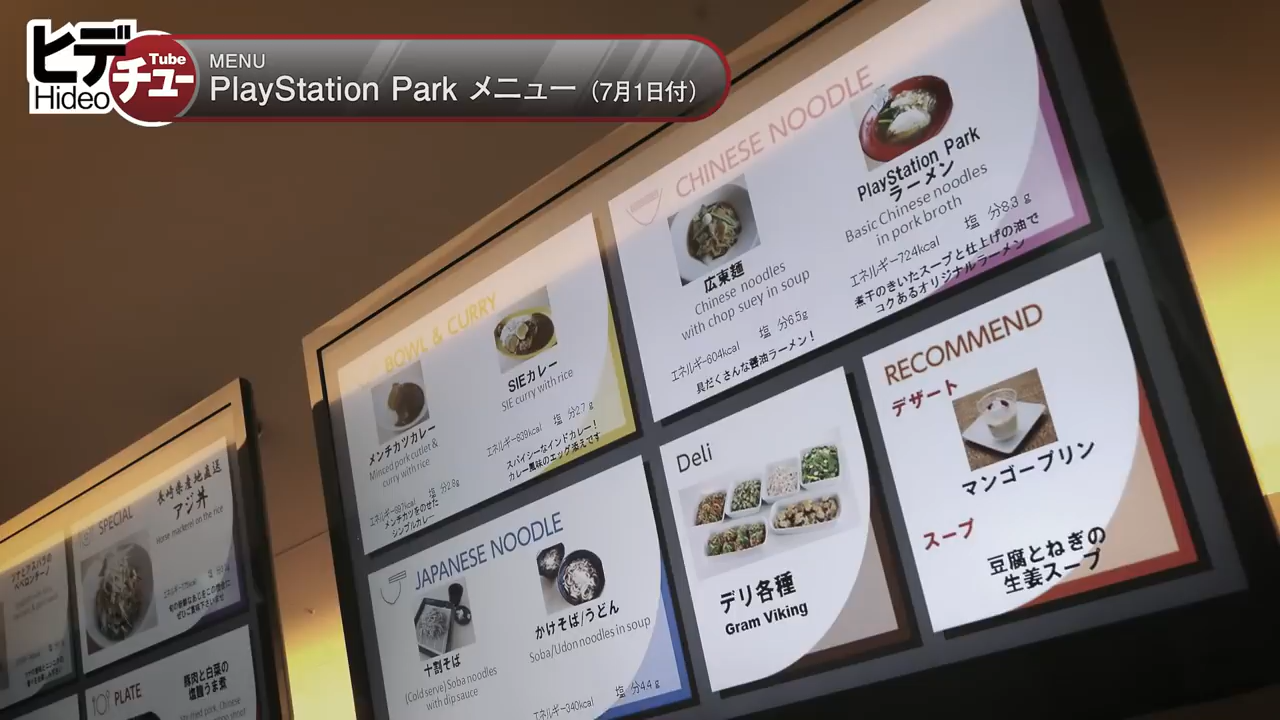 ヒデ
Hideo
Tube
チュー
MENU
PlayStation Park メニュー（7月1日付）
CHINESE NOODLE
広東麺
Chinese noodles
with chop suey in soup
エネルギー604kcal 塩 分6.5g
具だくさんな醤油ラーメン！
PlayStation Park
ラーメン
Basic Chinese noodles
in pork broth
エネルギー724kcal 塩 分8.3 g
煮干のきいたスープと仕上げの油で
コクあるオリジナルラーメン
BOWL & CURRY
メンチカツカレー
Minced pork cutlet &
curry with rice
塩 分2.8g
メンチカツをのせた
シンプルカレー
SIEカレー
SIE curry with rice
エネルギー839kcal 塩 分2.7 g
スパイシーなインドカレー！
カレー風味のエッグ添えです
RECOMMEND
デザート
マンゴープリン
スープ
豆腐とねぎの
生姜スープ
Deli
デリ各種
Gram Viking
JAPANESE NOODLE
十割そば
(Cold serve) Soba noodles
with dip sauce
かけそば/うどん
Soba/Udon noodles in soup
エネルギー340kcal 塩 分4.4 g
SPECIAL
長崎県産地直送
アジ丼
Horse mackerel on the rice
PLATE
豚肉と白菜の
塩麹うま煮